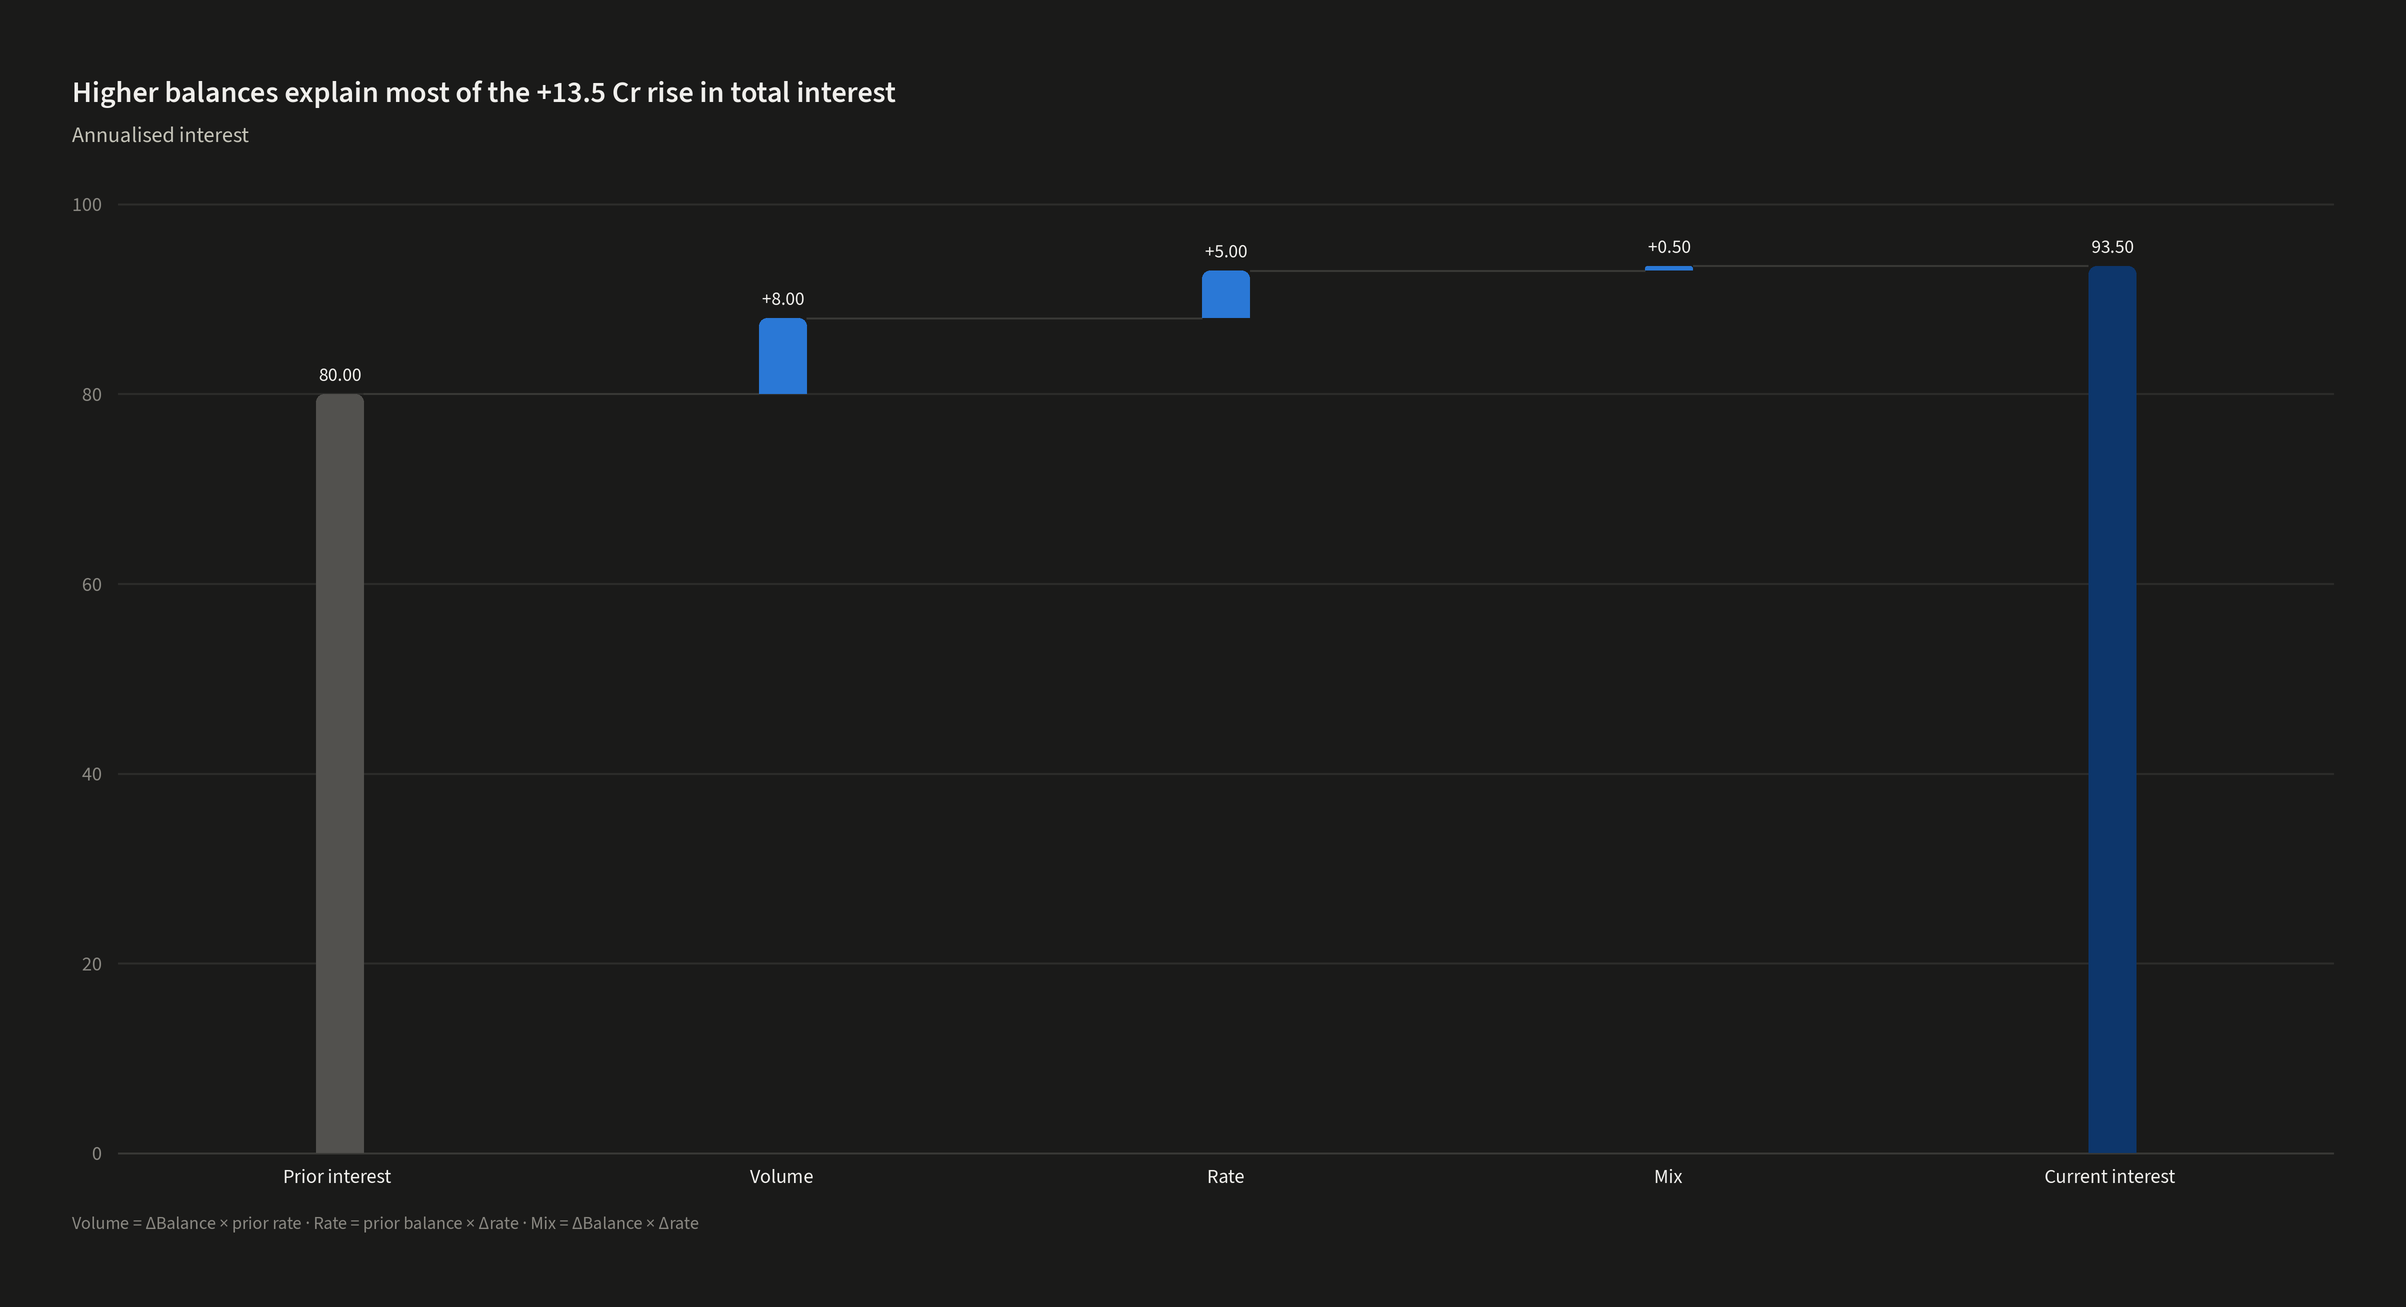 Higher balances explain most of the +13.5 Cr rise in total interest
Annualised interest
100
80
60
40
20
0
80.00
+8.00
+5.00
+0.50
93.50
Prior interest
Volume
Rate
Mix
Current interest
Volume = ΔBalance × prior rate · Rate = prior balance × Δrate · Mix = ΔBalance × Δrate